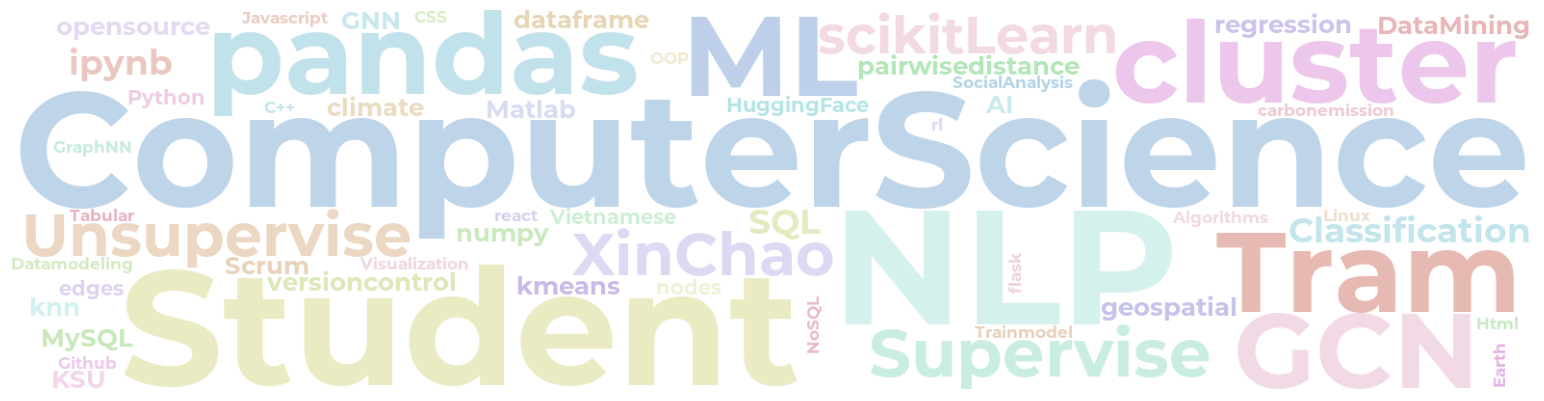 opensource
Javascript
GNN
CSS
dataframe
pandas
ML
scikitLearn
cluster
regression
DataMining
ipynb
OOP
pairwisedistance
SocialAnalysis
Python
C++
climate
Matlab
HuggingFace
AI
carbonemission
rl
GraphNN
ComputerScience
Tabular
Unsupervise
react
Vietnamese
SQL
NLP
Algorithms
Linux
Classification
numpy
XinChao
Tram
Datamodeling
Scrum
Visualization
flask
edges
versioncontrol
kmeans
nodes
geospatial
knn
Student
NoSQL
MySQL
Trainmodel
Supervise
GCN
Html
Github
KSU
Earth